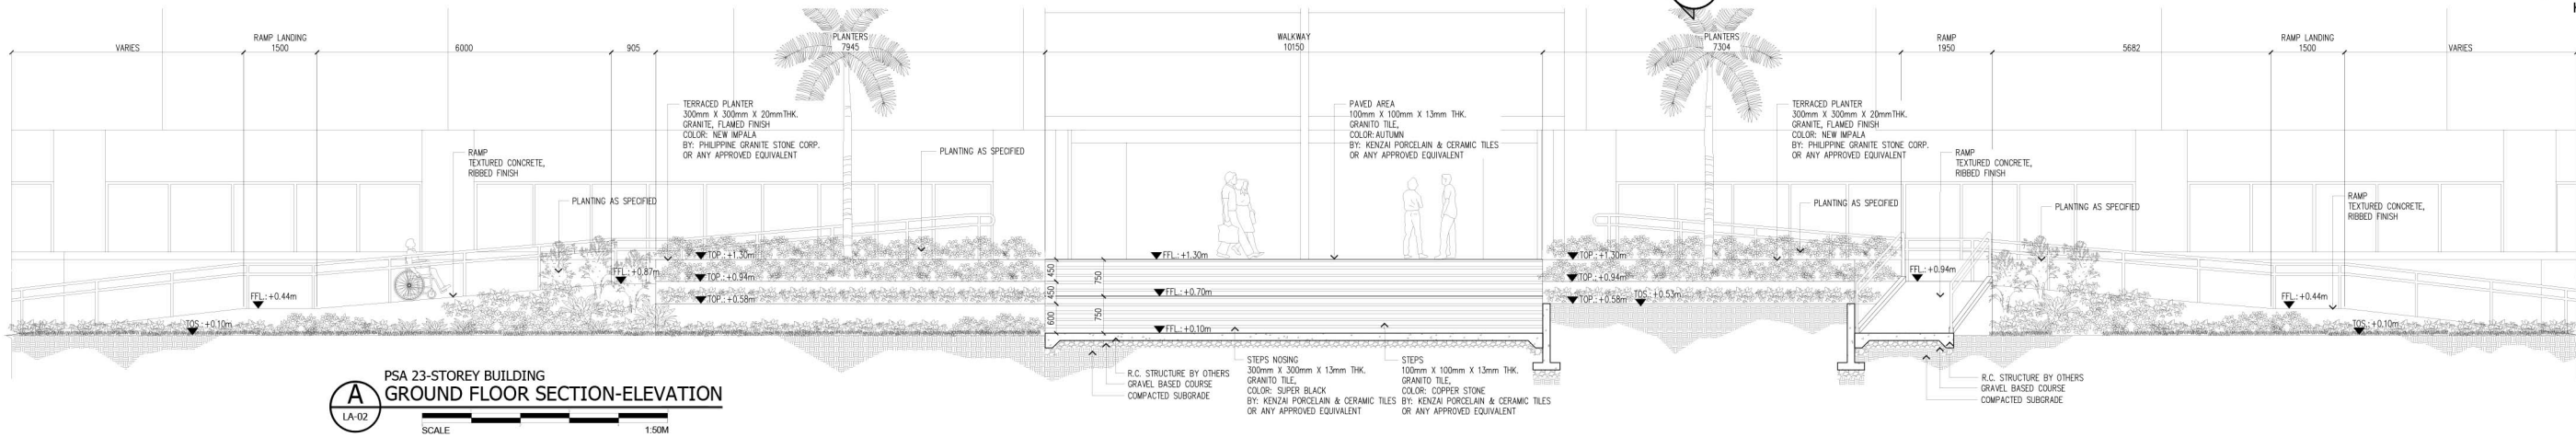 VARIES
RAMP LANDING
1500
6000
905
PLANTERS
7945
WALKWAY
10150
PLANTERS
7304
RAMP
1950
5682
RAMP LANDING
1500
VARIES
TERRACED PLANTER
300mm X 300mm X 20mmTHK.
GRANITE, FLAMED FINISH
COLOR: NEW IMPALA
BY: PHILIPPINE GRANITE STONE CORP.
OR ANY APPROVED EQUIVALENT
PAVED AREA
100mm X 100mm X 13mm THK.
GRANITO TILE,
COLOR: AUTUMN
BY: KENZAI PORCELAIN & CERAMIC TILES
OR ANY APPROVED EQUIVALENT
TERRACED PLANTER
300mm X 300mm X 20mmTHK.
GRANITE, FLAMED FINISH
COLOR: NEW IMPALA
BY: PHILIPPINE GRANITE STONE CORP.
OR ANY APPROVED EQUIVALENT
RAMP
TEXTURED CONCRETE,
RIBBED FINISH
PLANTING AS SPECIFIED
PLANTING AS SPECIFIED
RAMP
TEXTURED CONCRETE,
RIBBED FINISH
PLANTING AS SPECIFIED
PLANTING AS SPECIFIED
RAMP
TEXTURED CONCRETE,
RIBBED FINISH
TOP.: +1.30m
FFL.: +1.30m
TOP.: +1.30m
FFL.: +0.87m
TOP.: +0.94m
450
750
TOP.: +0.94m
FFL.: +0.94m
FFL.: +0.44m
TOP.: +0.58m
450
FFL.: +0.70m
TOP.: +0.58m
TOS.: +0.53m
FFL.: +0.44m
TOS.: +0.10m
600
750
FFL.: +0.10m
TOS.: +0.10m
R.C. STRUCTURE BY OTHERS
GRAVEL BASED COURSE
COMPACTED SUBGRADE
STEPS NOSING
300mm X 300mm X 13mm THK.
GRANITO TILE,
COLOR: SUPER BLACK
BY: KENZAI PORCELAIN & CERAMIC TILES
OR ANY APPROVED EQUIVALENT
STEPS
100mm X 100mm X 13mm THK.
GRANITO TILE,
COLOR: COPPER STONE
BY: KENZAI PORCELAIN & CERAMIC TILES
OR ANY APPROVED EQUIVALENT
R.C. STRUCTURE BY OTHERS
GRAVEL BASED COURSE
COMPACTED SUBGRADE
A
LA-02
PSA 23-STOREY BUILDING
GROUND FLOOR SECTION-ELEVATION
SCALE
1:50M